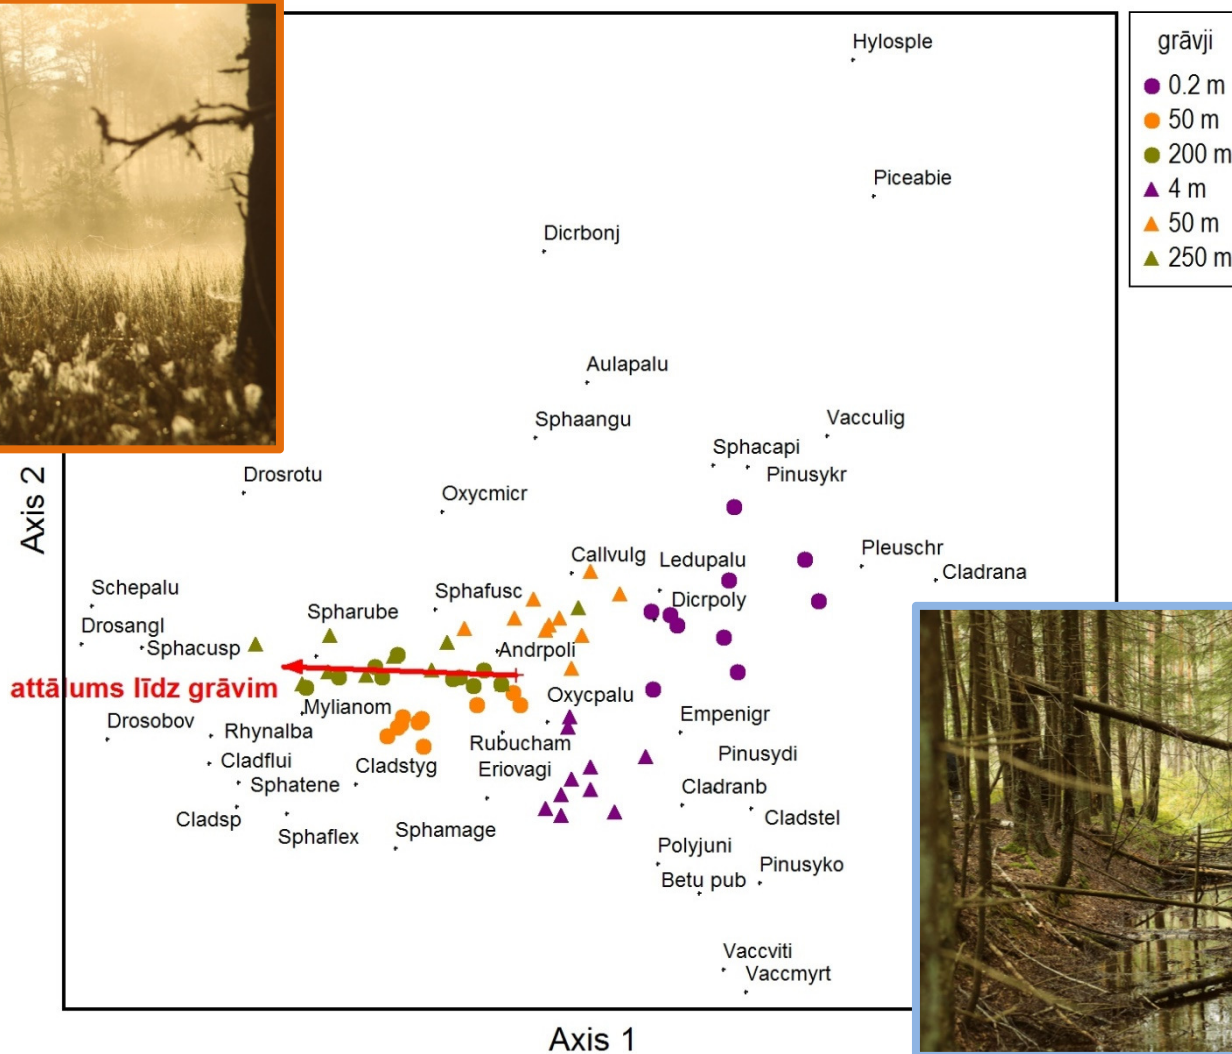 Hylosple
grāvji
0.2 m
50 m
200 m
4 m
50 m
250 m
Piceabie
Dicrbonj
Aulapalu
Sphaangu
Vacculig
Sphacapi
Pinusykr
Drosrotu
Oxycmicr
Axis 2
Callvulg
Ledupalu
Pleuschr
Cladrana
Schepalu
Spharube
Sphafusc
Dicrpoly
Drosangl
Sphacusp
Andrpoli
attālums līdz grāvim
Mylianom
Oxycpalu
Drosobov
Rhynalba
Rubucham
Empenigr
Cladflui
Cladstyg
Eriovagi
Pinusydi
Sphatene
Cladranb
Cladsp
Sphaflex
Sphamage
Cladstel
Polyjuni
Pinusyko
Betu pub
Vaccviti
Vaccmyrt
Axis 1